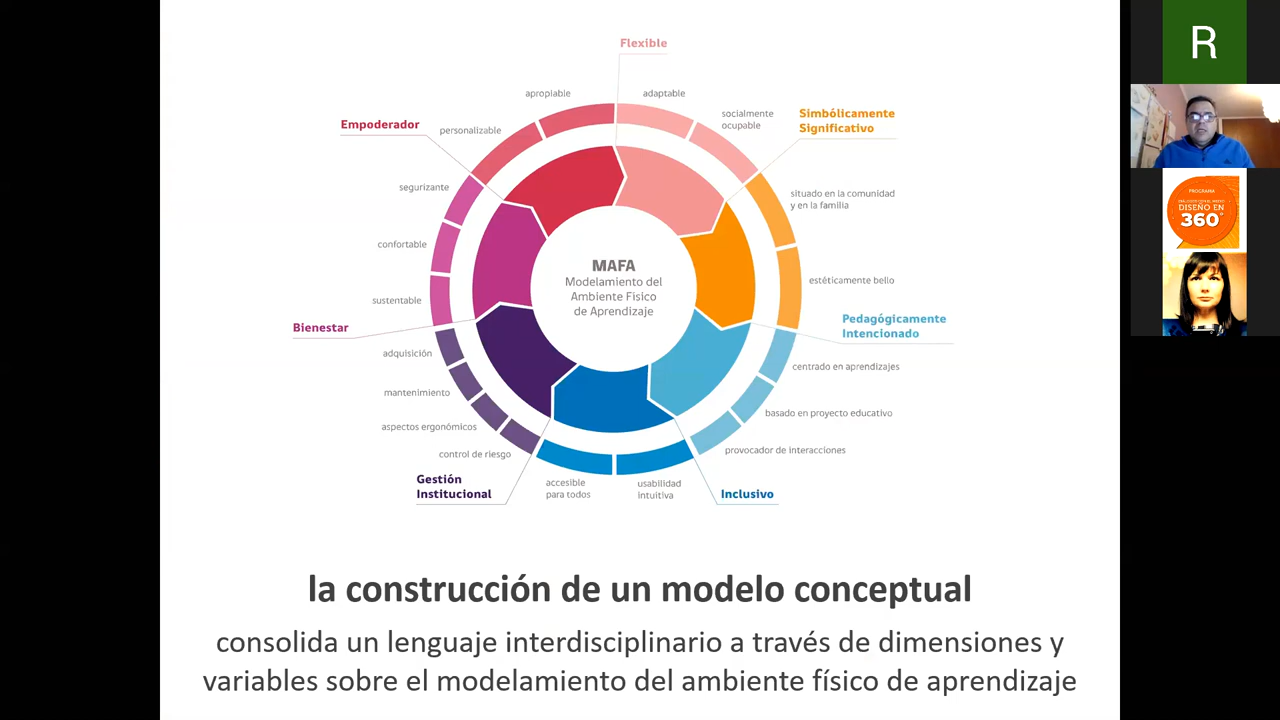 Flexible
apropiable
adaptable
socialmente
ocupable
Simbólicamente
Significativo
Empoderador
personalizable
segurizante
situado en la comunidad
y en la familia
confortable
estéticamente bello
sustentable
MAFA
Modelamiento del
Ambiente Físico
de Aprendizaje
Bienestar
Pedagógicamente
Intencionado
adquisición
centrado en aprendizajes
mantenimiento
basado en proyecto educativo
aspectos ergonómicos
provocador de interacciones
control de riesgo
Gestión
Institucional
accesible
para todos
usabilidad
intuitiva
Inclusivo
la construcción de un modelo conceptual
consolida un lenguaje interdisciplinario a través de dimensiones y
variables sobre el modelamiento del ambiente físico de aprendizaje
R
PROGRAMA
DISEÑO EN
360°